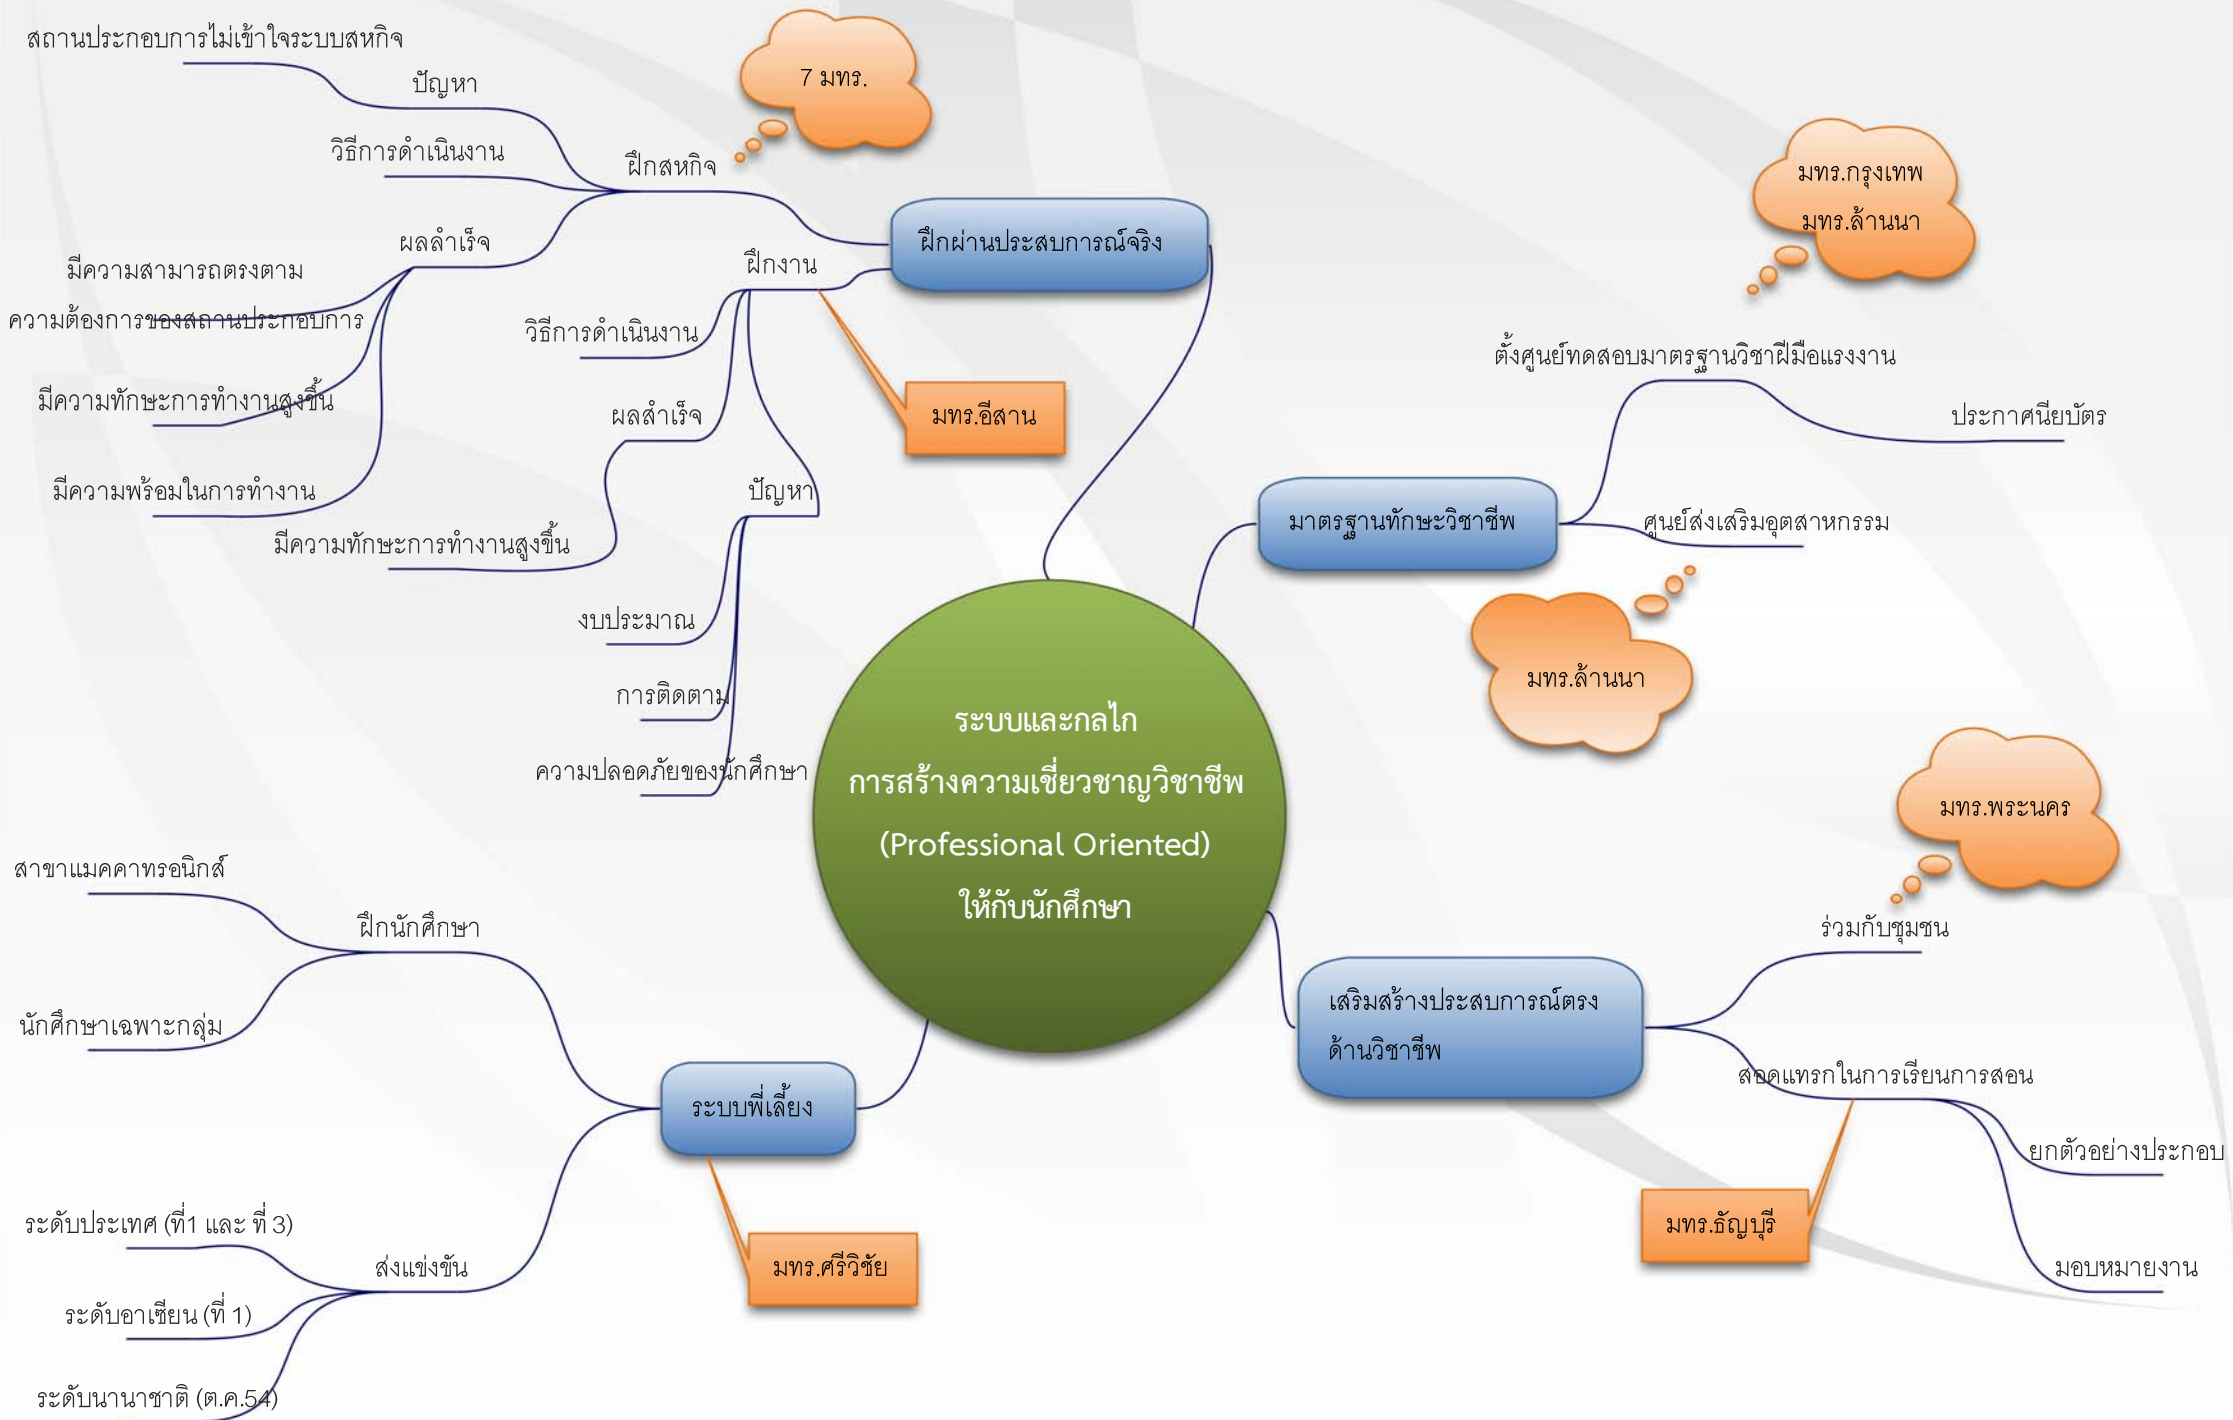 สถานประกอบการไม่เข้าใจระบบสหกิจ
ปัญหา
วิธีการดำเนินงาน
ฝึกสหกิจ
7 มทร.
ผลสำเร็จ
มีความสามารถตรงตาม
ความต้องการของสถานประกอบการ
มีความทักษะการทำงานสูงขึ้น
มีความพร้อมในการทำงาน
ฝึกผ่านประสบการณ์จริง
ฝึกงาน
วิธีการดำเนินงาน
ผลสำเร็จ
มทร.อีสาน
มีความทักษะการทำงานสูงขึ้น
ปัญหา
งบประมาณ
การติดตาม
ความปลอดภัยของนักศึกษา
มทร.กรุงเทพ
มทร.ล้านนา
ตั้งศูนย์ทดสอบมาตรฐานวิชาฝีมือแรงงาน
ประกาศนียบัตร
มาตรฐานทักษะวิชาชีพ
ศูนย์ส่งเสริมอุตสาหกรรม
มทร.ล้านนา
ระบบและกลไก
การสร้างความเชี่ยวชาญวิชาชีพ
(Professional Oriented)
ให้กับนักศึกษา
มทร.พระนคร
ร่วมกับชุมชน
เสริมสร้างประสบการณ์ตรง
ด้านวิชาชีพ
สอดแทรกในการเรียนการสอน
ยกตัวอย่างประกอบ
มทร.ธัญบุรี
มอบหมายงาน
สาขาแมคคาทรอนิกส์
ฝึกนักศึกษา
นักศึกษาเฉพาะกลุ่ม
ระบบพี่เลี้ยง
มทร.ศรีวิชัย
ระดับประเทศ (ที่1 และ ที่ 3)
ส่งแข่งขัน
ระดับอาเซียน (ที่ 1)
ระดับนานาชาติ (ต.ค.54)